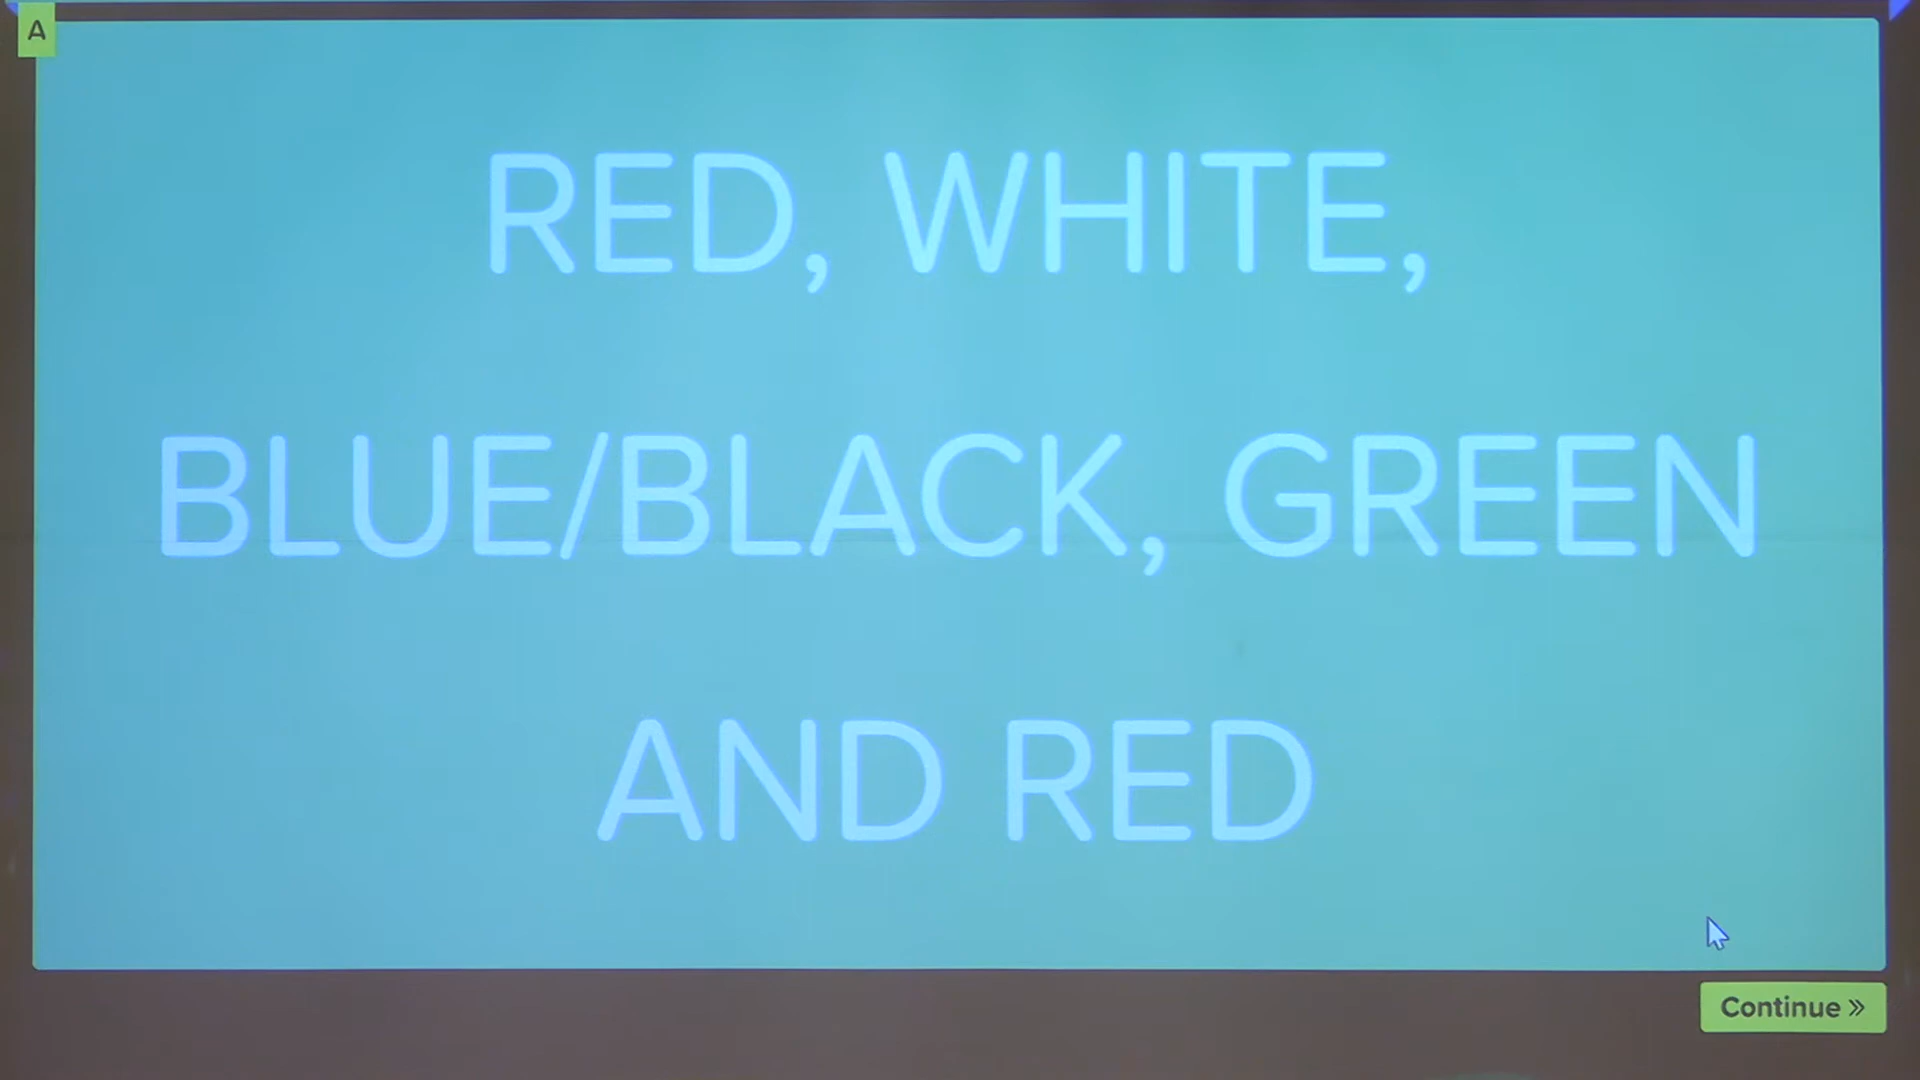 A
RED, WHITE,
BLUE/BLACK, GREEN
AND RED
Continue »